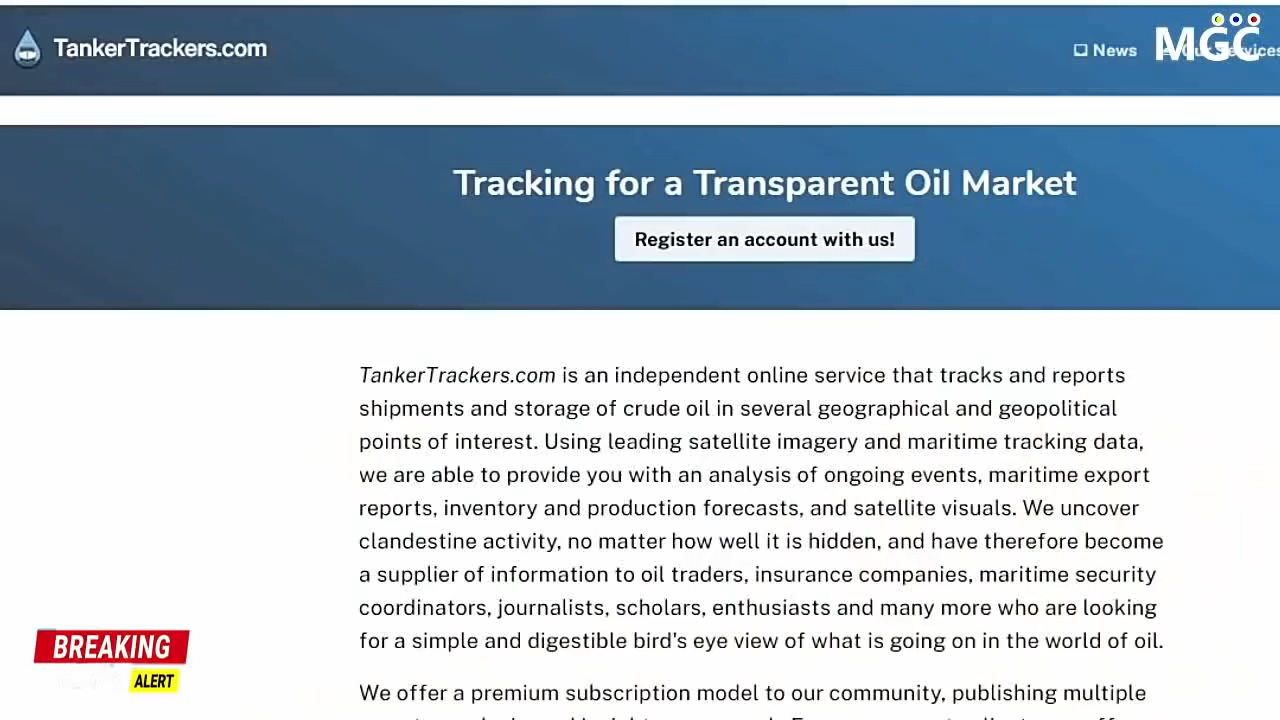 TankerTrackers.com
News
Our Services
MGC
Tracking for a Transparent Oil Market
Register an account with us!
TankerTrackers.com is an independent online service that tracks and reports
shipments and storage of crude oil in several geographical and geopolitical
points of interest. Using leading satellite imagery and maritime tracking data,
we are able to provide you with an analysis of ongoing events, maritime export
reports, inventory and production forecasts, and satellite visuals. We uncover
clandestine activity, no matter how well it is hidden, and have therefore become
a supplier of information to oil traders, insurance companies, maritime security
coordinators, journalists, scholars, enthusiasts and many more who are looking
for a simple and digestible bird's eye view of what is going on in the world of oil.
We offer a premium subscription model to our community, publishing multiple
BREAKING
ALERT